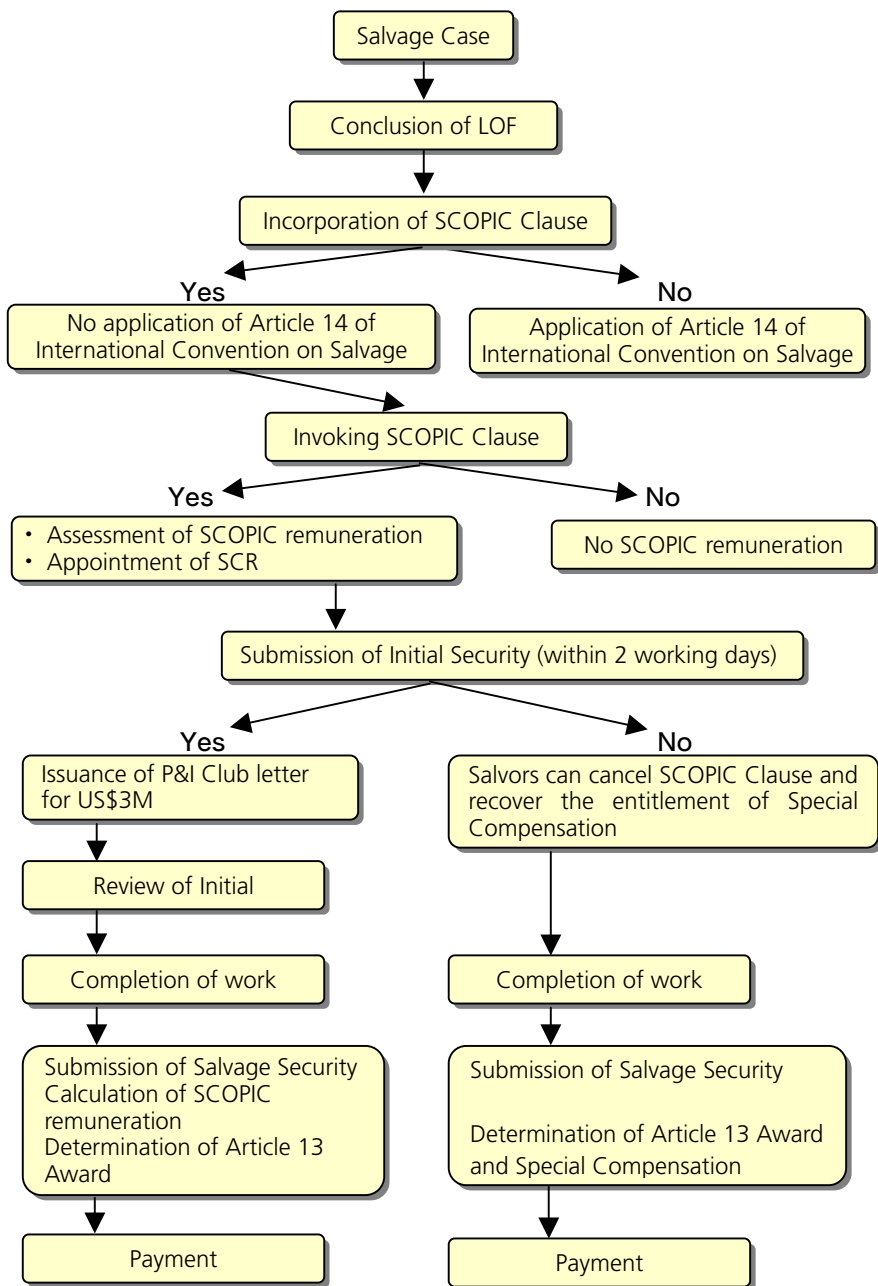 Salvage Case
Conclusion of LOF
Incorporation of SCOPIC Clause
Yes
No
No application of Article 14 of
International Convention on Salvage
Application of Article 14 of
International Convention on Salvage
Invoking SCOPIC Clause
Yes
No
・ Assessment of SCOPIC remuneration
・ Appointment of SCR
No SCOPIC remuneration
Submission of Initial Security (within 2 working days)
Yes
No
Issuance of P&I Club letter
for US$3M
Salvors can cancel SCOPIC Clause and
recover the entitlement of Special
Compensation
Review of Initial
Completion of work
Completion of work
Submission of Salvage Security
Calculation of SCOPIC
remuneration
Determination of Article 13
Award
Submission of Salvage Security
Determination of Article 13 Award
and Special Compensation
Payment
Payment